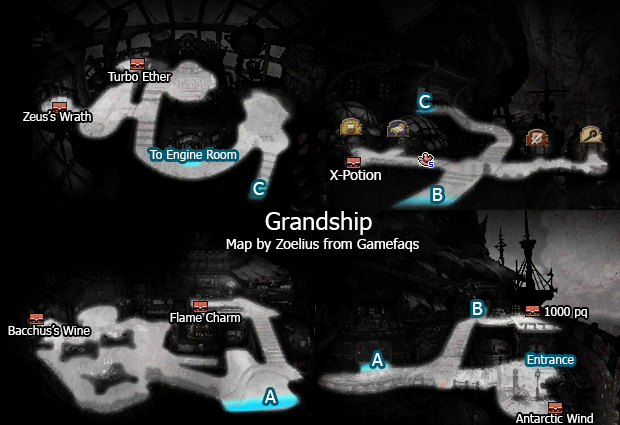 Turbo Ether
Zeus's Wrath
To Engine Room
C
C
X-Potion
S
B
Grandship
Map by Zoelius from Gamefaqs
Bacchus's Wine
Flame Charm
A
B
1000 pq
A
Entrance
Antarctic Wind